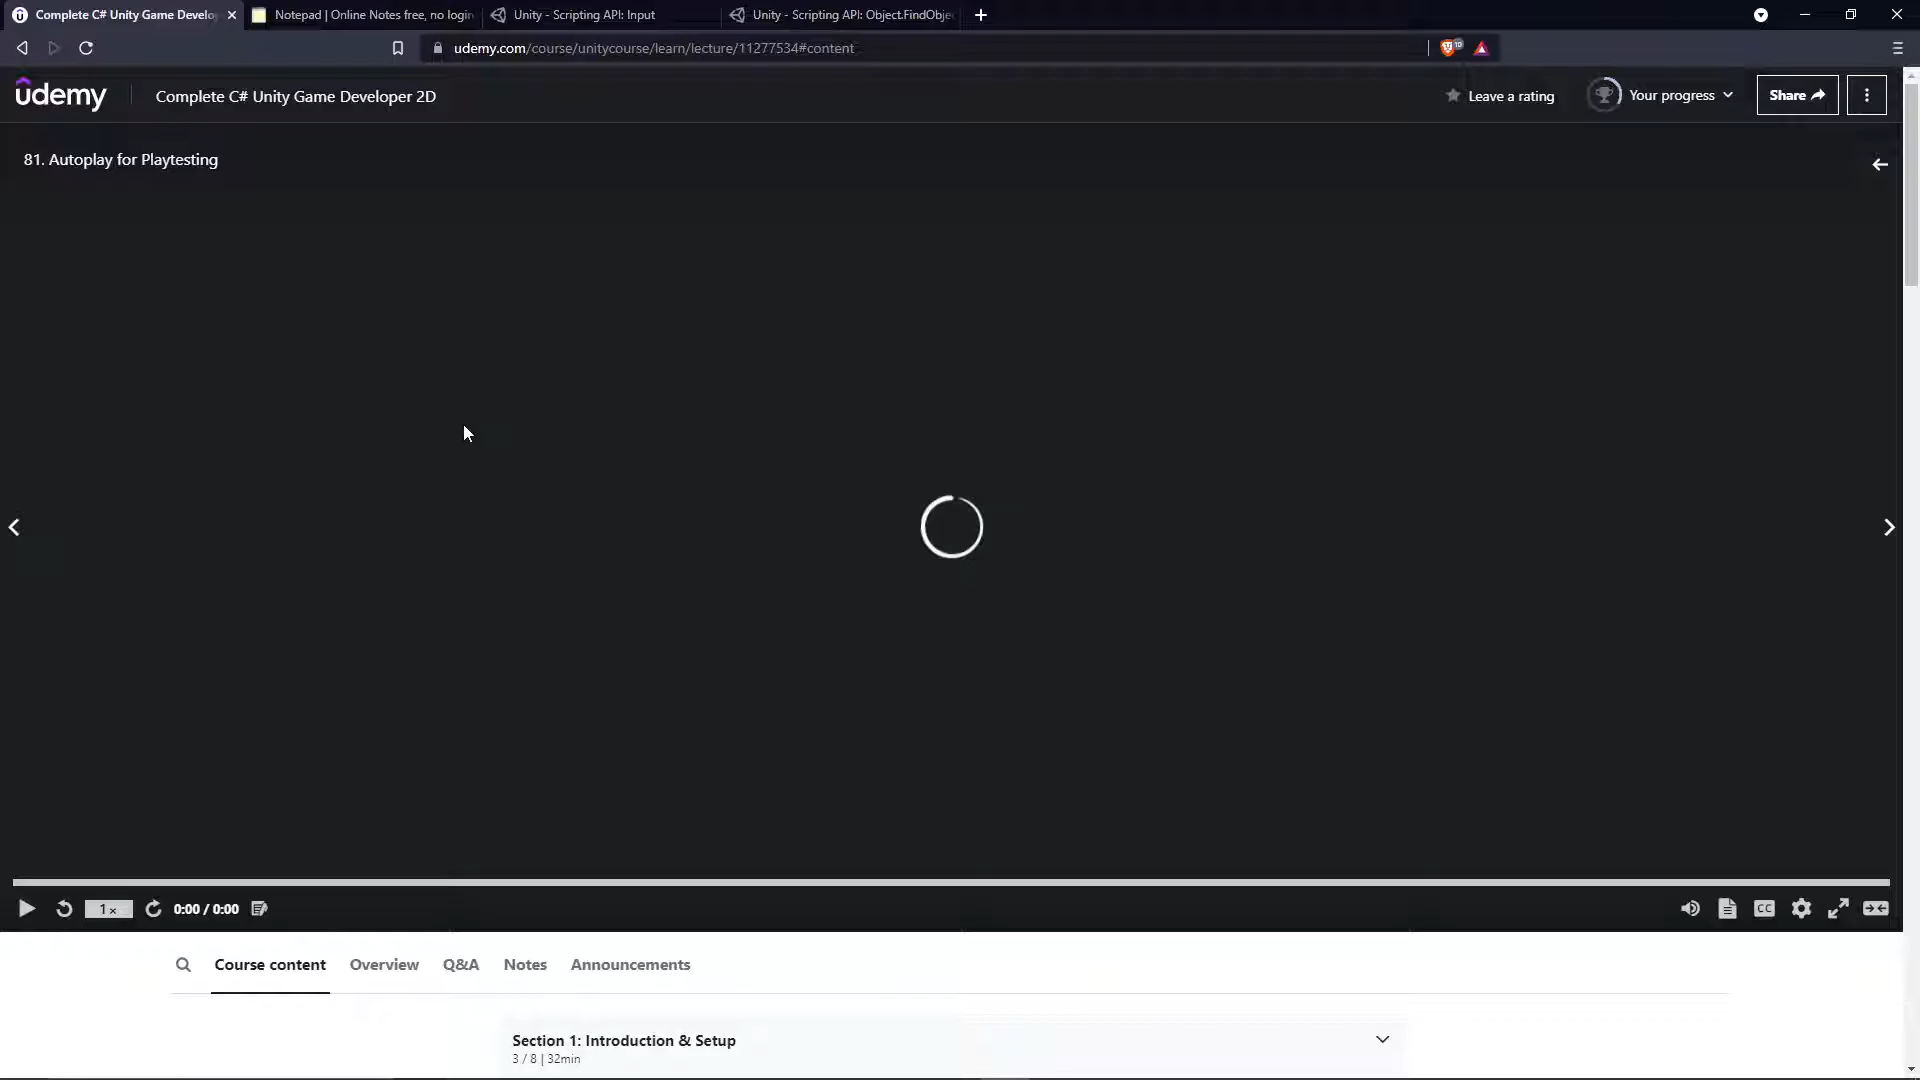 Complete C# Unity Game Develo
Notepad | Online Notes free, no login
Unity - Scripting API: Input
Unity - Scripting API: Object.FindObje
udemy.com/course/unitycourse/learn/lecture/11277534#content
10
udemy
Complete C# Unity Game Developer 2D
Leave a rating
Your progress
Share
81. Autoplay for Playtesting
1x
0:00 / 0:00
CC
Course content
Overview
Q&A
Notes
Announcements
Section 1: Introduction & Setup
3 / 8 | 32min